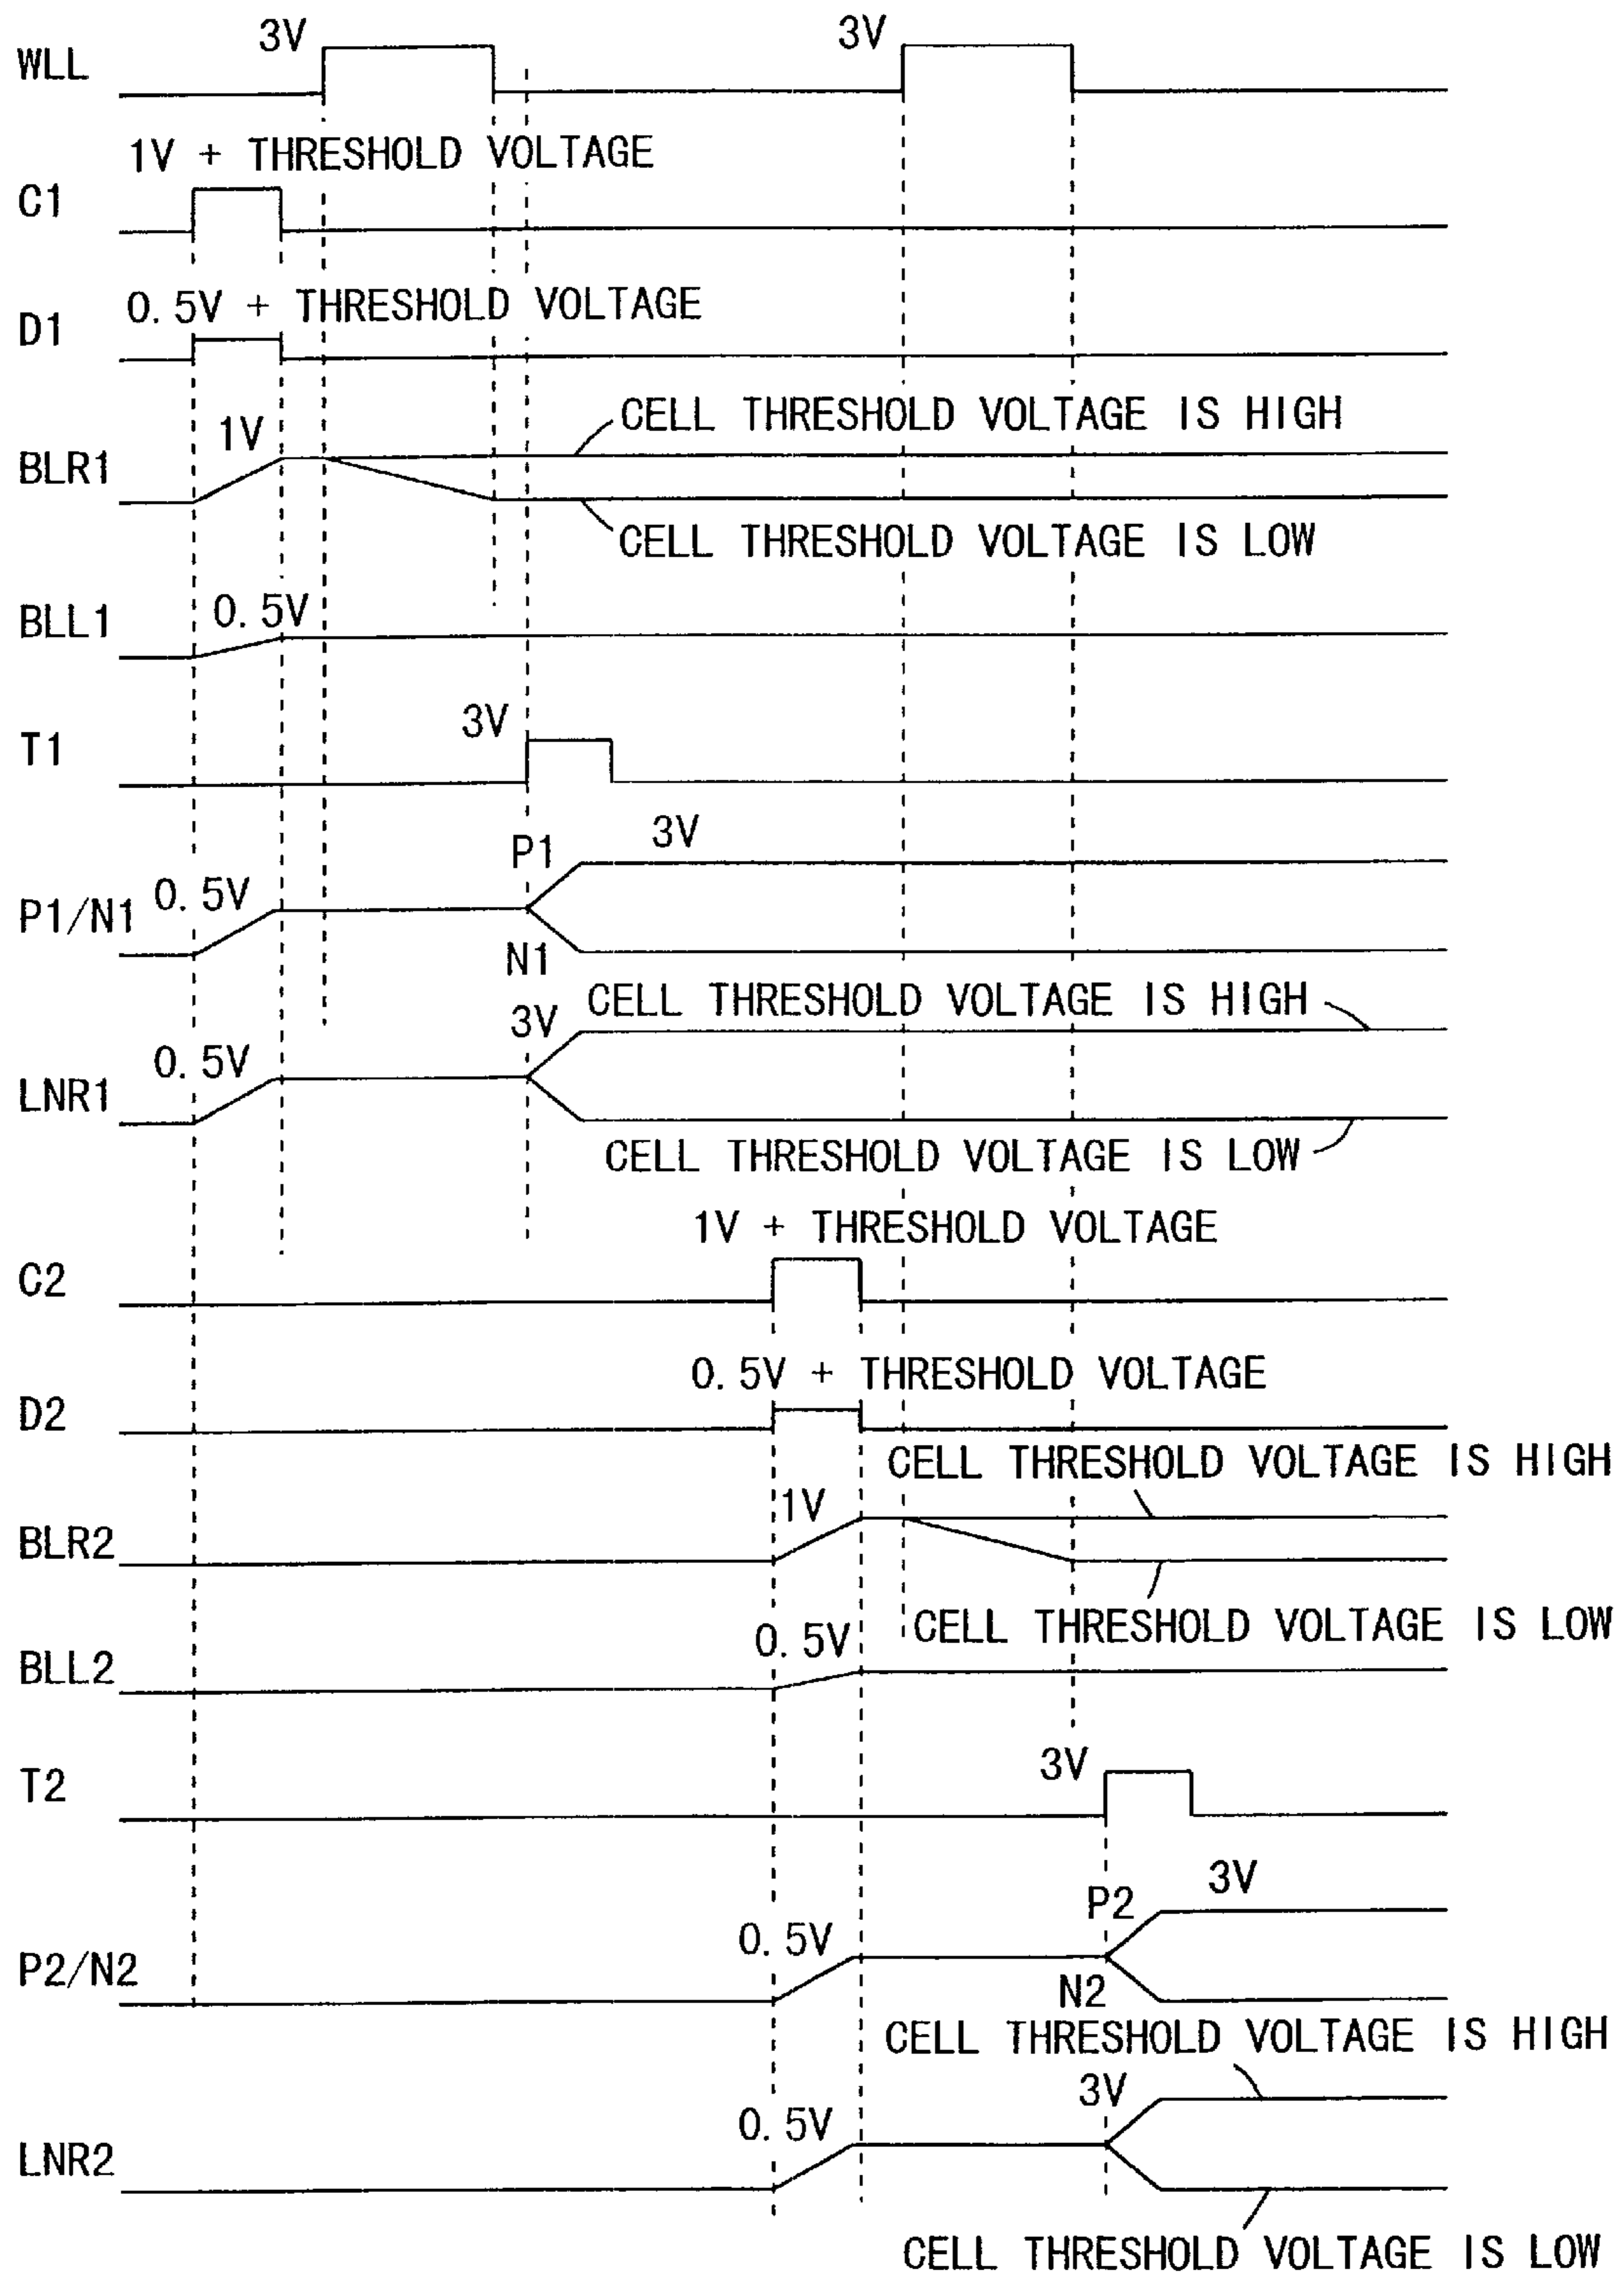 WLL 3V 3V
1V + THRESHOLD VOLTAGE
C1
0.5V + THRESHOLD VOLTAGE
D1
CELL THRESHOLD VOLTAGE IS HIGH
1V
BLR1
CELL THRESHOLD VOLTAGE IS LOW
0.5V
BLL1
3V
T1
3V
P1
0.5V
P1/N1
N1
CELL THRESHOLD VOLTAGE IS HIGH
3V
0.5V
LNR1
CELL THRESHOLD VOLTAGE IS LOW
1V + THRESHOLD VOLTAGE
C2
0.5V + THRESHOLD VOLTAGE
D2
CELL THRESHOLD VOLTAGE IS HIGH
1V
BLR2
CELL THRESHOLD VOLTAGE IS LOW
0.5V
BLL2
3V
T2
3V
P2
0.5V
P2/N2
N2
CELL THRESHOLD VOLTAGE IS HIGH
3V
0.5V
LNR2
CELL THRESHOLD VOLTAGE IS LOW